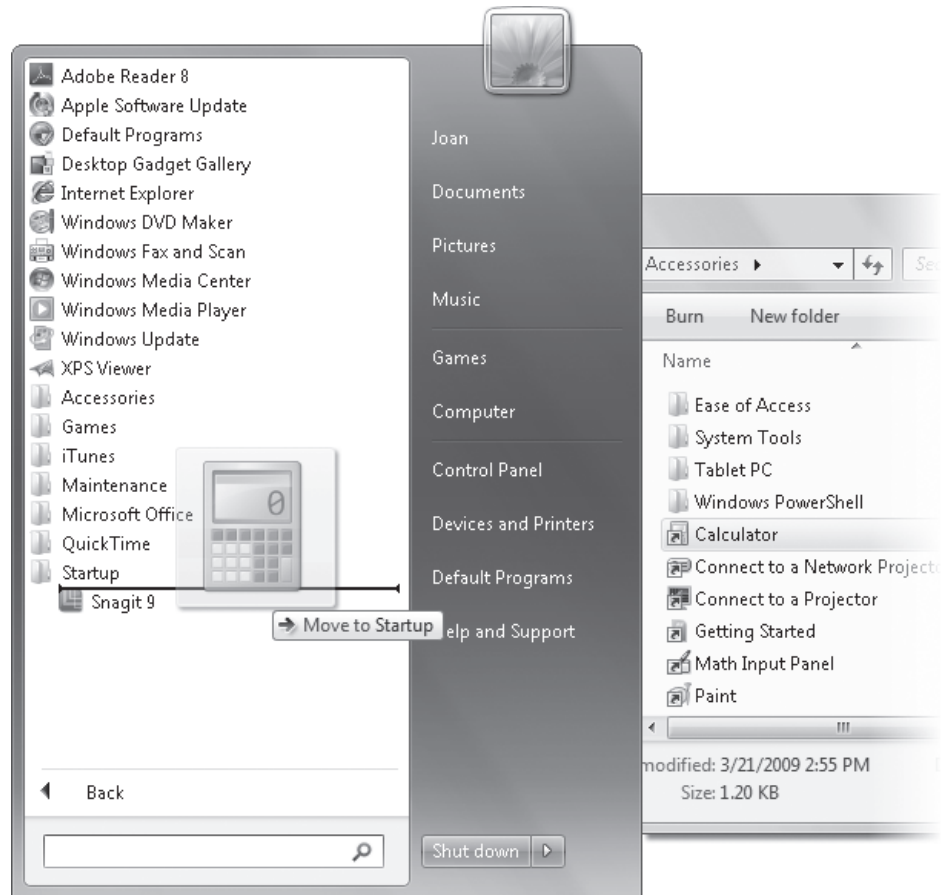 Adobe Reader 8
Apple Software Update
Default Programs
Desktop Gadget Gallery
Internet Explorer
Windows DVD Maker
Windows Fax and Scan
Windows Media Center
Windows Media Player
Windows Update
XPS Viewer
Accessories
Games
iTunes
Maintenance
Microsoft Office
QuickTime
Startup
Snagit 9
0
Move to Startup
Back
Joan
Documents
Pictures
Music
Games
Computer
Control Panel
Devices and Printers
Default Programs
elp and Support
Shut down
Accessories
Burn New folder
Name
Ease of Access
System Tools
Tablet PC
Windows PowerShell
Calculator
Connect to a Network Projecto
Connect to a Projector
Getting Started
Math Input Panel
Paint
modified: 3/21/2009 2:55 PM
Size: 1.20 KB